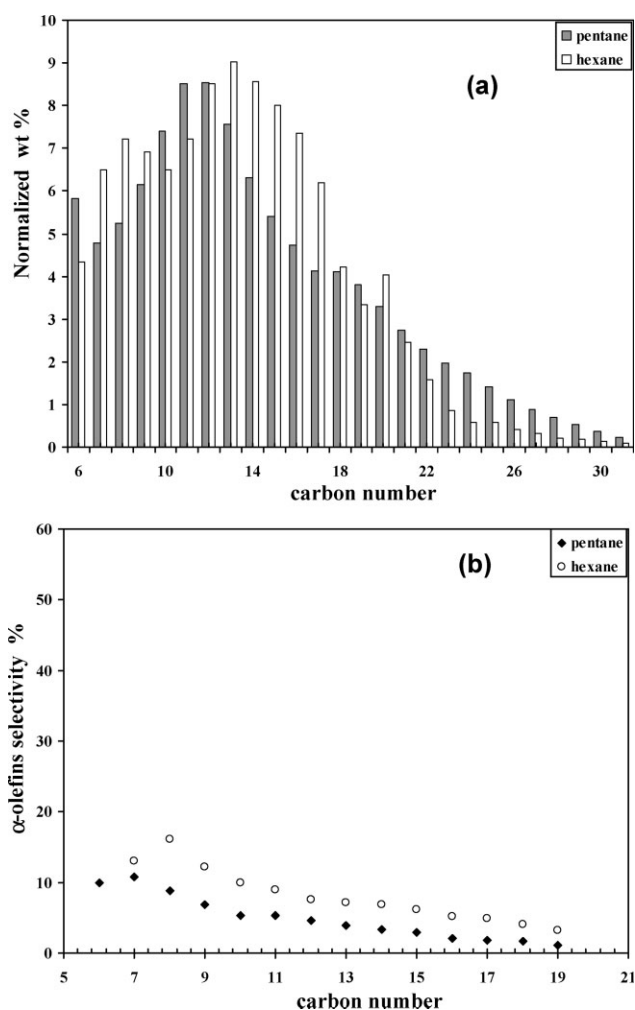 10
9
8
7
6
5
4
3
2
1
0
Normalized wt %
pentane
hexane
(a)
6 10 14 18 22 26 30
carbon number
60
50
40
30
20
10
0
α-olefins selectivity %
pentane
hexane
(b)
5 7 9 11 13 15 17 19 21
carbon number